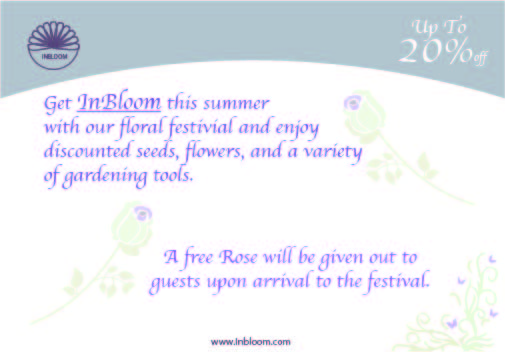 INBLOOM
Up To
20% off
Get InBloom this summer
with our floral festivial and enjoy
discounted seeds, flowers, and a variety
of gardening tools.
A free Rose will be given out to
guests upon arrival to the festival.
www.Inbloom.com